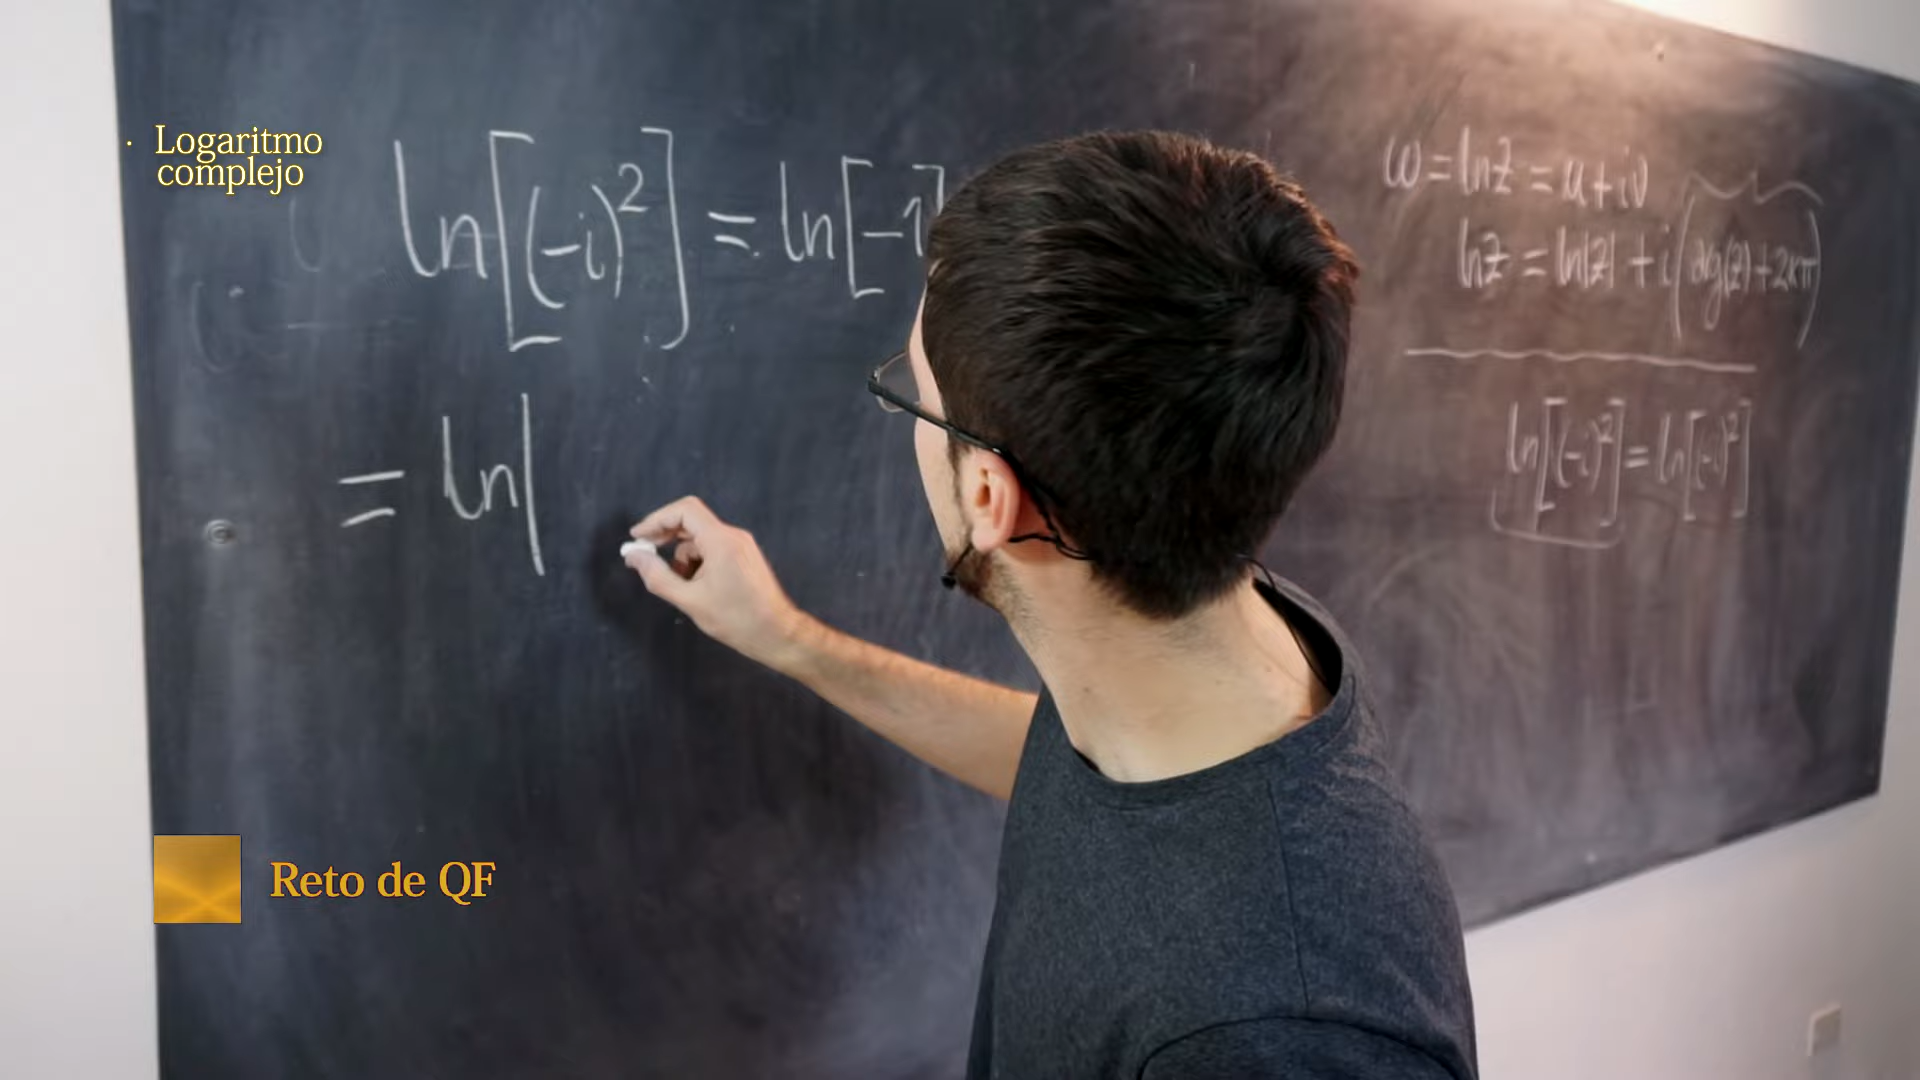 · Logaritmo
complejo
ln[(-i)²] = ln[-1]
= ln|
ω = ln z = u + iv
ln z = ln|z| + i(arg(z) + 2kπ)
ln[(-i)²] = ln[(-i)²]
Reto de QF